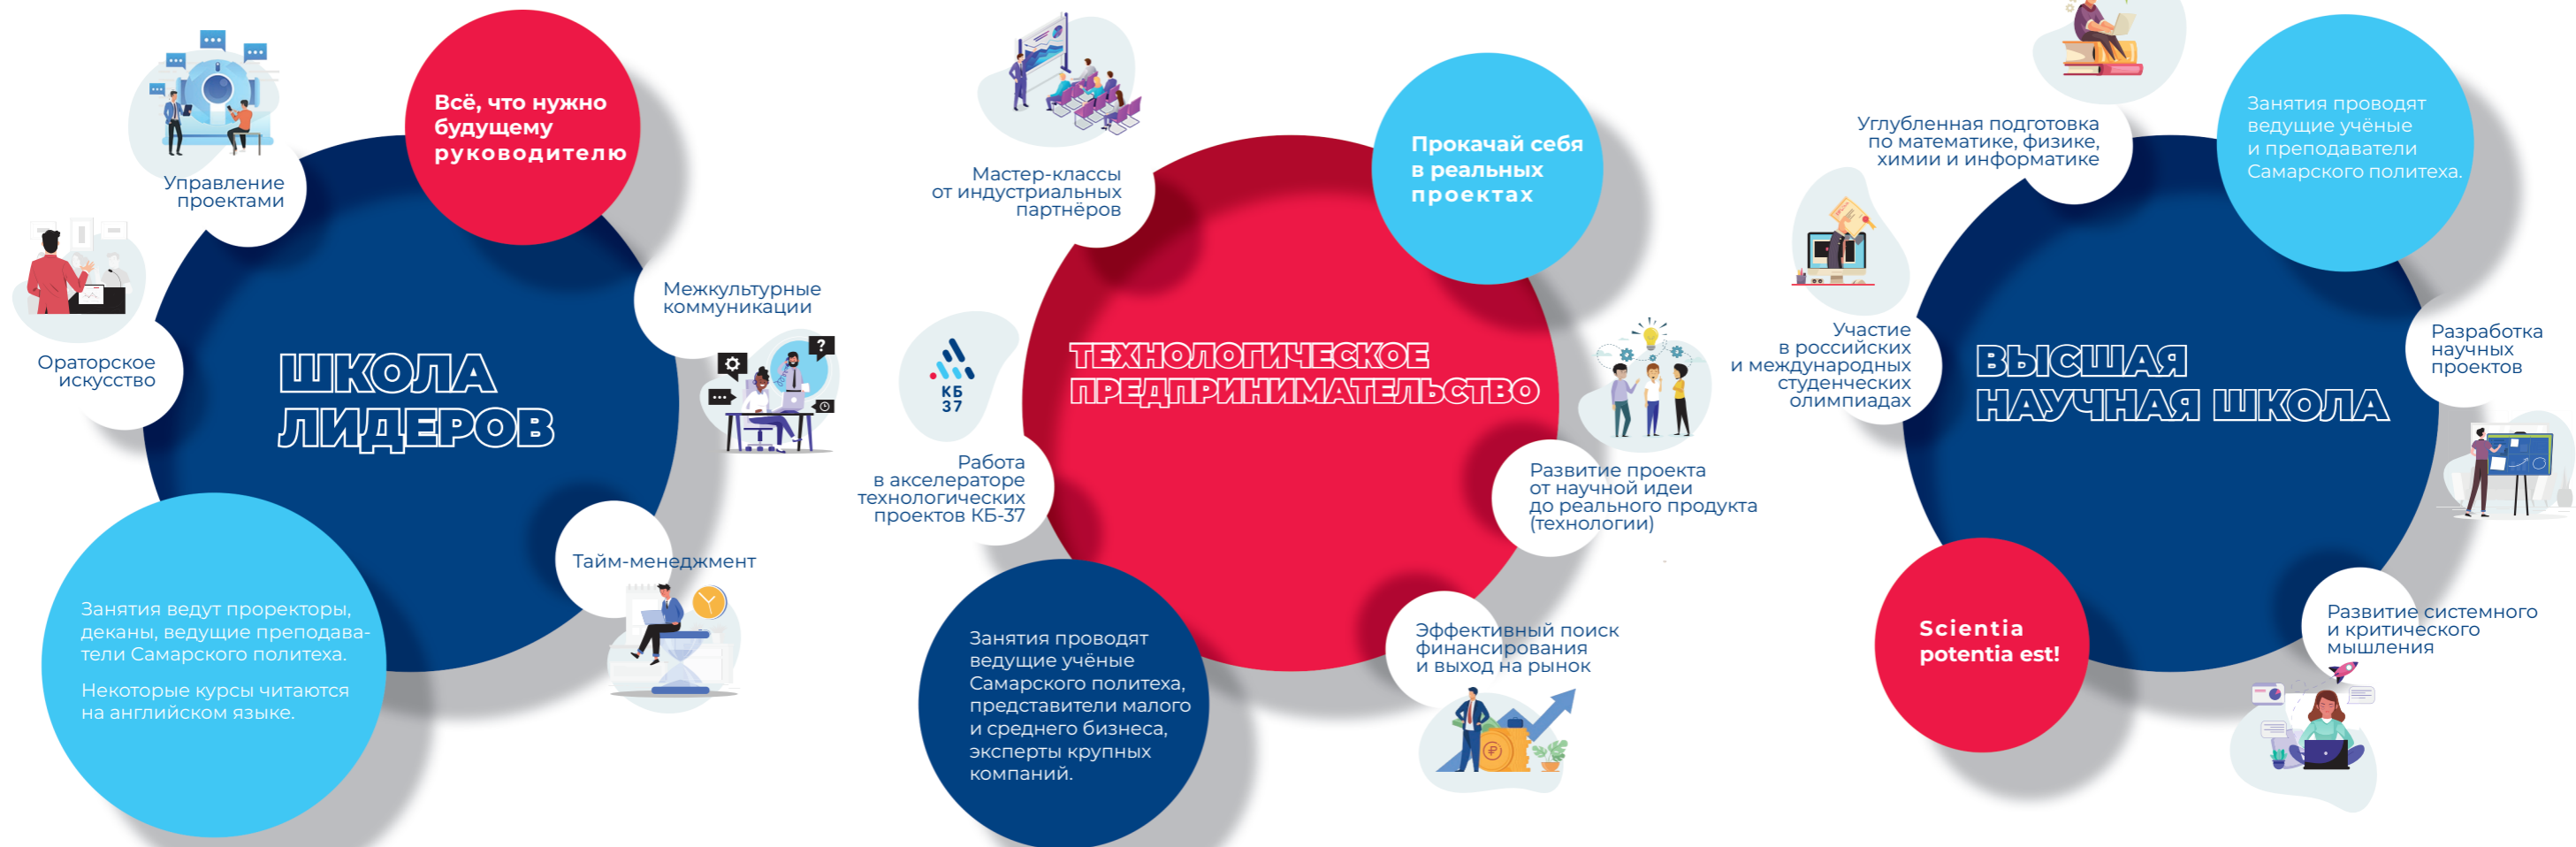 Всё, что нужно
будущему
руководителю
Управление
проектами
Ораторское
искусство
Межкультурные
коммуникации
?
ШКОЛА
ЛИДЕРОВ
Тайм-менеджмент
Занятия ведут проректоры,
деканы, ведущие преподава-
тели Самарского политеха.
Некоторые курсы читаются
на английском языке.
Мастер-классы
от индустриальных
партнёров
Прокачай себя
в реальных
проектах
КБ
37
Работа
в акселераторе
технологических
проектов КБ-37
ТЕХНОЛОГИЧЕСКОЕ
ПРЕДПРИНИМАТЕЛЬСТВО
Развитие проекта
от научной идеи
до реального продукта
(технологии)
Эффективный поиск
финансирования
и выход на рынок
₽
Занятия проводят
ведущие учёные
Самарского политеха,
представители малого
и среднего бизнеса,
эксперты крупных
компаний.
Углубленная подготовка
по математике, физике,
химии и информатике
Занятия проводят
ведущие учёные
и преподаватели
Самарского политеха.
Участие
в российских
и международных
студенческих
олимпиадах
ВЫСШАЯ
НАУЧНАЯ ШКОЛА
Разработка
научных
проектов
Scientia
potentia est!
Развитие системного
и критического
мышления